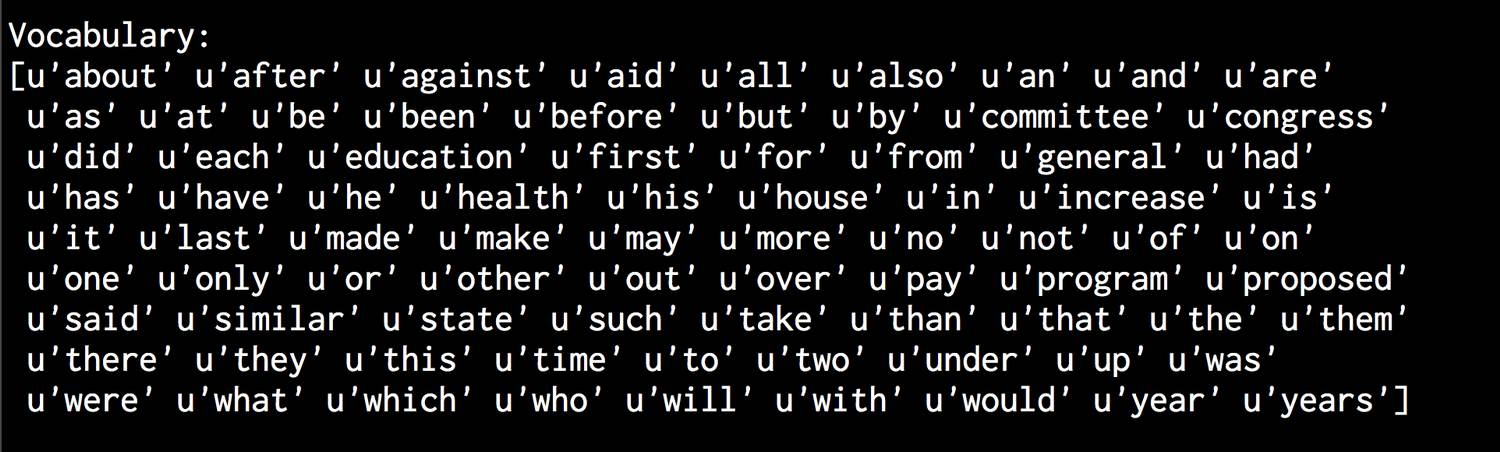 Vocabulary:
[u'about' u'after' u'against' u'aid' u'all' u'also' u'an' u'and' u'are'
u'as' u'at' u'be' u'been' u'before' u'but' u'by' u'committee' u'congress'
u'did' u'each' u'education' u'first' u'for' u'from' u'general' u'had'
u'has' u'have' u'he' u'health' u'his' u'house' u'in' u'increase' u'is'
u'it' u'last' u'made' u'make' u'may' u'more' u'no' u'not' u'of' u'on'
u'one' u'only' u'or' u'other' u'out' u'over' u'pay' u'program' u'proposed'
u'said' u'similar' u'state' u'such' u'take' u'than' u'that' u'the' u'them'
u'there' u'they' u'this' u'time' u'to' u'two' u'under' u'up' u'was'
u'were' u'what' u'which' u'who' u'will' u'with' u'would' u'year' u'years']